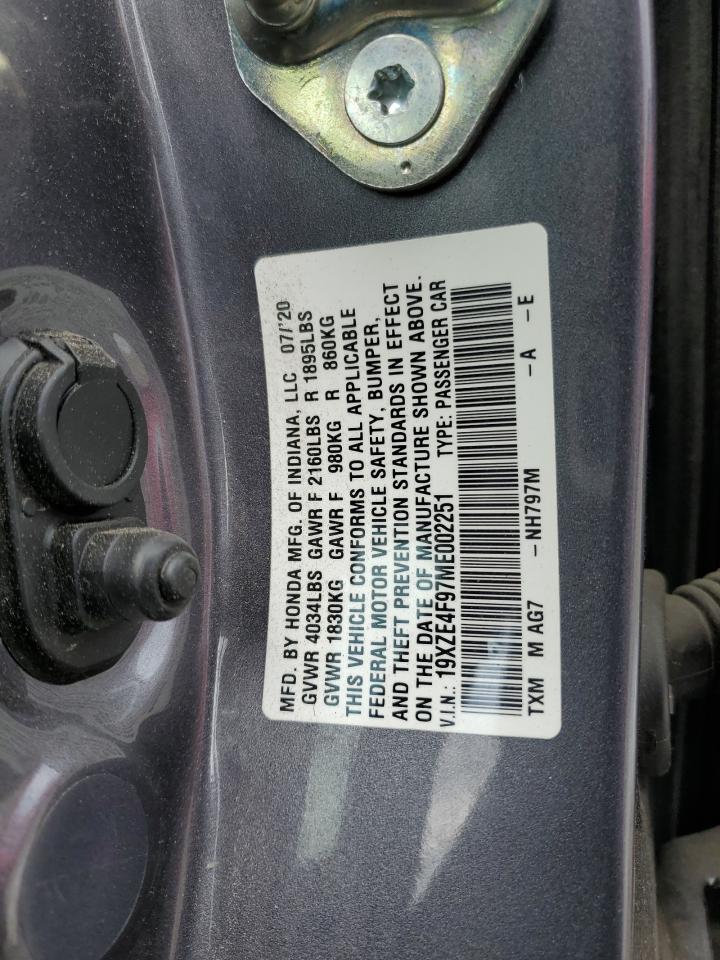 MFD. BY HONDA MFG. OF INDIANA, LLC 07/'20
GVWR 4034LBS GAWR F 2160LBS R 1895LBS
GVWR 1830KG GAWR F 980KG R 860KG
THIS VEHICLE CONFORMS TO ALL APPLICABLE
FEDERAL MOTOR VEHICLE SAFETY, BUMPER,
AND THEFT PREVENTION STANDARDS IN EFFECT
ON THE DATE OF MANUFACTURE SHOWN ABOVE.
V.I.N.: 19XZE4F97ME002251 TYPE: PASSENGER CAR
TXM M AG7 -NH797M -A -E